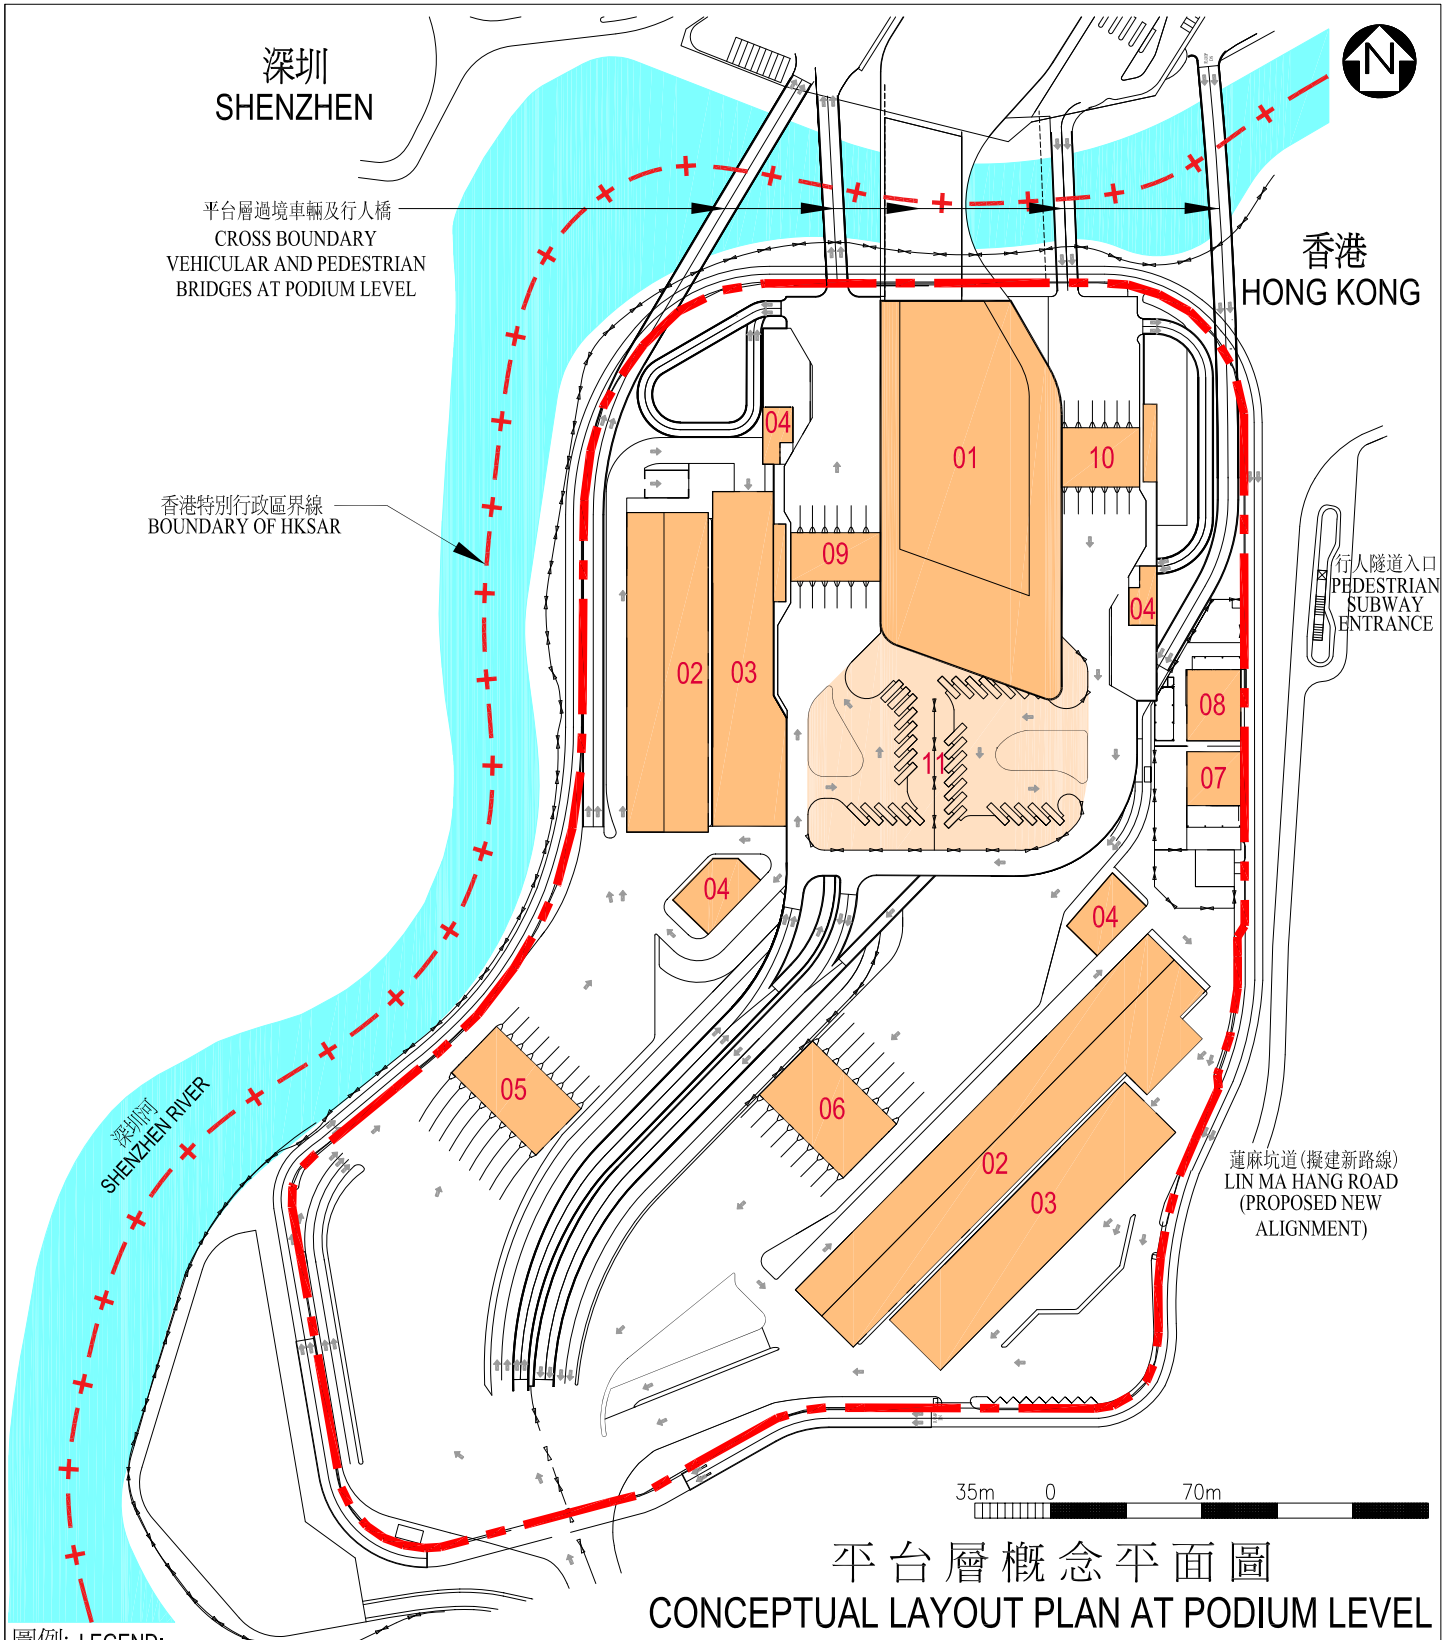 深圳
SHENZHEN
N
平台層過境車輛及行人橋
CROSS BOUNDARY
VEHICULAR AND PEDESTRIAN
BRIDGES AT PODIUM LEVEL
香港
HONG KONG
04
01
10
香港特別行政區界線
BOUNDARY OF HKSAR
09
行人隧道入口
PEDESTRIAN
SUBWAY
ENTRANCE
04
02
03
08
11
07
04
04
05
06
深圳河
SHENZHEN RIVER
02
03
蓮麻坑道(擬建新路線)
LIN MA HANG ROAD
(PROPOSED NEW
ALIGNMENT)
35m 0 70m
平台層概念平面圖
CONCEPTUAL LAYOUT PLAN AT PODIUM LEVEL
圖例: LEGEND: